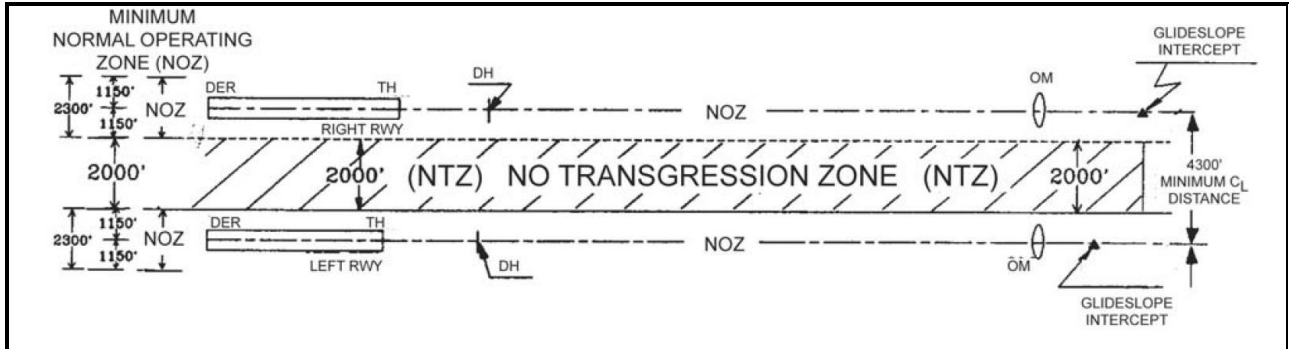 MINIMUM
NORMAL OPERATING
ZONE (NOZ)
GLIDESLOPE
INTERCEPT
DH
OM
DER
TH
2300'
1150'
1150'
NOZ
NOZ
RIGHT RWY
2000'
2000'
(NTZ) NO TRANSGRESSION ZONE (NTZ)
2000'
4300'
MINIMUM CL
DISTANCE
DER
TH
2300'
1150'
1150'
NOZ
NOZ
LEFT RWY
DH
OM
GLIDESLOPE
INTERCEPT